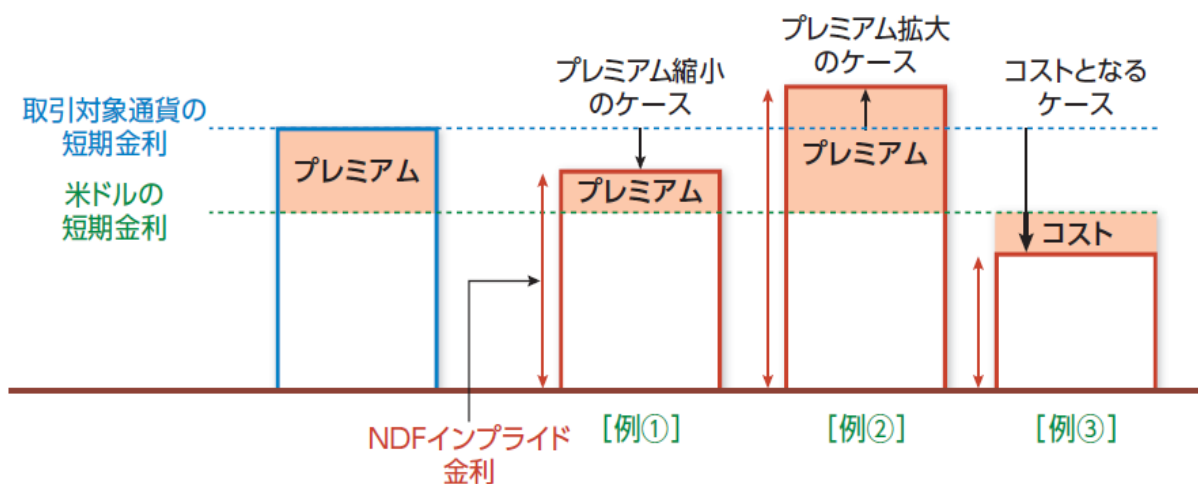 取引対象通貨の
短期金利
米ドルの
短期金利
プレミアム
プレミアム縮小
のケース
プレミアム
プレミアム拡大
のケース
プレミアム
コストとなる
ケース
コスト
NDFインプライド
金利
[例①]
[例②]
[例③]